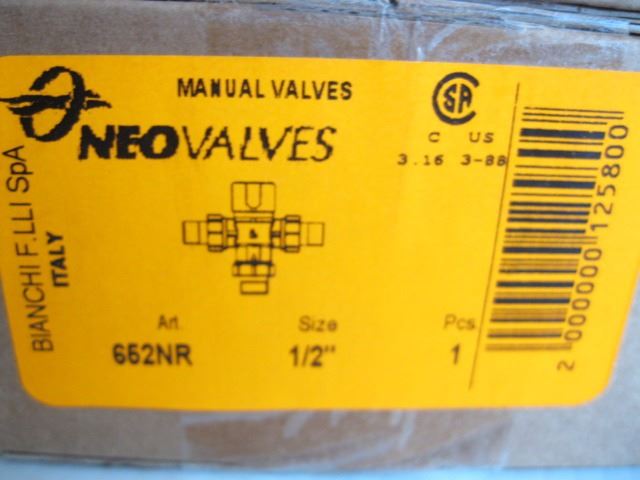 MANUAL VALVES
NEOVALVES
BIANCHI F.LLI SpA
ITALY
CSA
C US
3.16 3-88
Art. Size Pcs.
652NR 1/2" 1
2 000000 125800